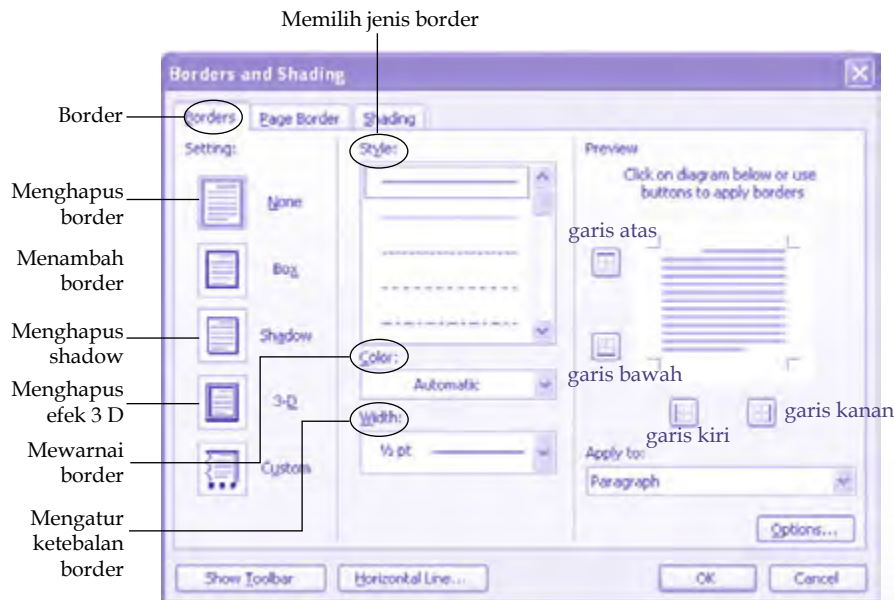 Memilih jenis border
Borders and Shading
Border
Borders
Page Border
Shading
Setting:
Style:
Preview
Click on diagram below or use
buttons to apply borders
Menghapus
border
None
garis atas
Menambah
border
Box
Menghapus
shadow
Shadow
Color:
garis bawah
Menghapus
efek 3 D
3-D
Automatic
Width:
garis kanan
garis kiri
Mewarnai
border
Custom
½ pt
Apply to:
Paragraph
Mengatur
ketebalan
border
Options...
Show Toolbar
Horizontal Line...
OK
Cancel